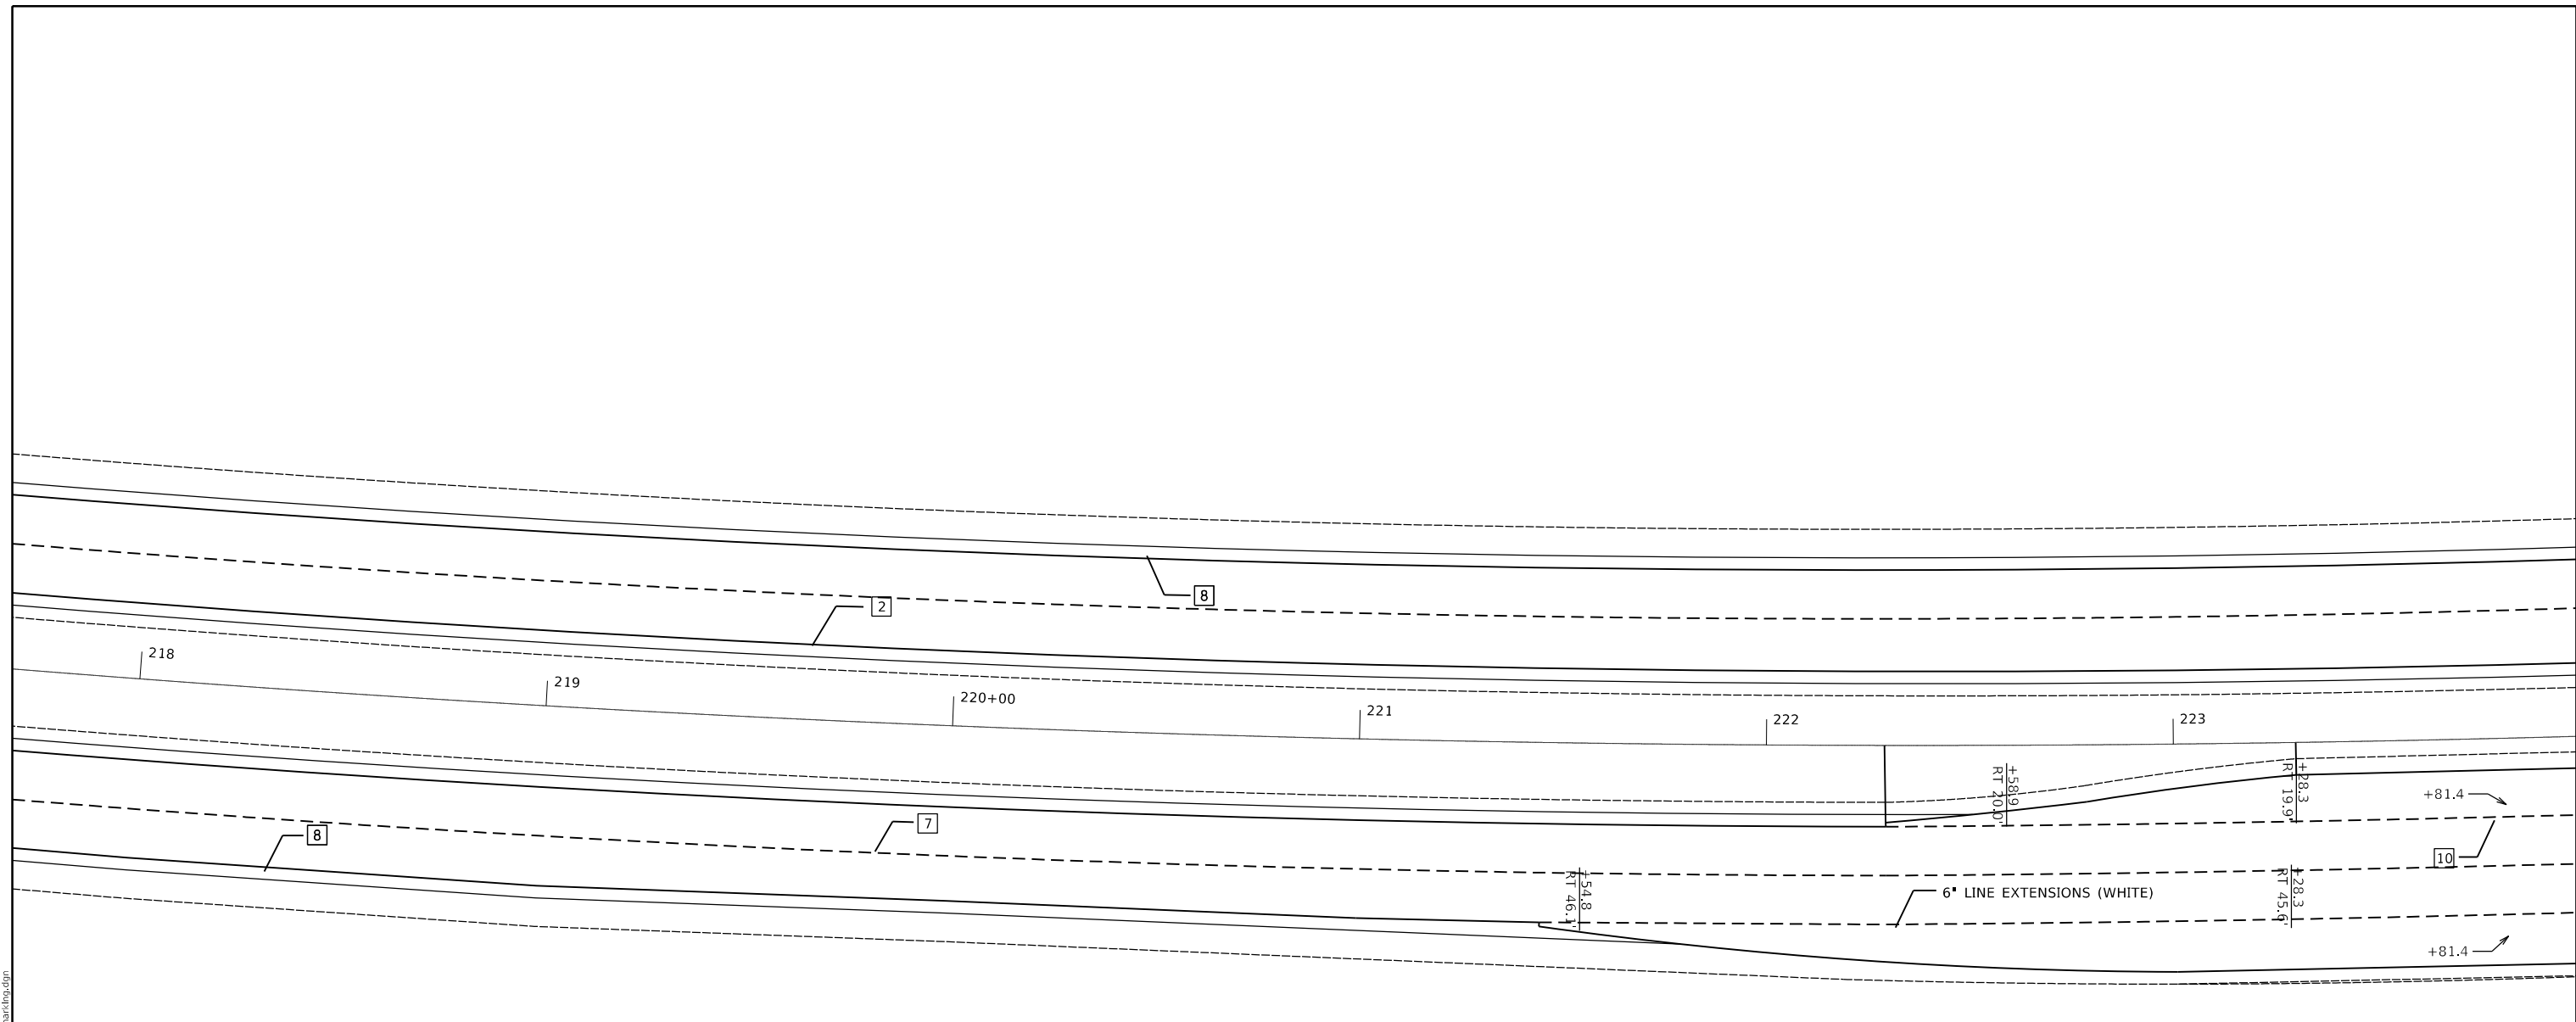 8
2
218
219
220+00
221
222
223
+58.9
RT 20.0'
+28.3
RT 19.9'
+81.4
7
8
10
+54.8
RT 46.1'
6" LINE EXTENSIONS (WHITE)
+28.3
RT 45.6'
+81.4
marking.dgn